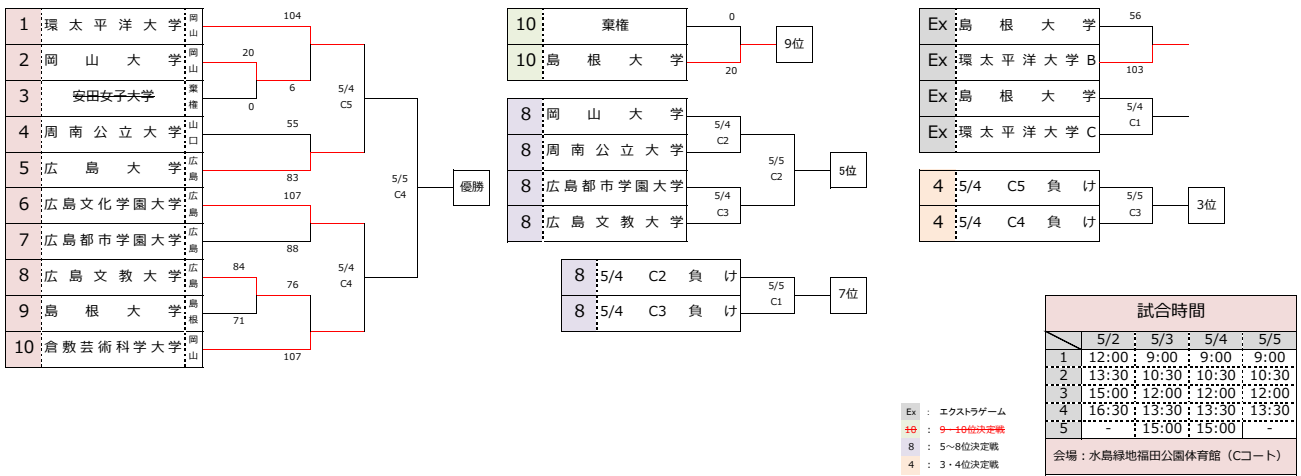 1 環太平洋大学 岡山
2 岡山大学 岡山
3 安田女子大学 棄権
4 周南公立大学 山口
5 広島大学 広島
6 広島文化学園大学 広島
7 広島都市学園大学 広島
8 広島文教大学 広島
9 島根大学 島根
10 倉敷芸術科学大学 岡山
104
20
0
6
55
83
107
88
84
71
76
107
5/4
C5
5/4
C4
5/5
C4
優勝
10 棄権
10 島根大学
0
20
9位
8 岡山大学
8 周南公立大学
8 広島都市学園大学
8 広島文教大学
5/4
C2
5/4
C3
5/5
C2
5位
8 5/4 C2 負け
8 5/4 C3 負け
5/5
C1
7位
Ex 島根大学
Ex 環太平洋大学B
Ex 島根大学
Ex 環太平洋大学C
56
103
5/4
C1
4 5/4 C5 負け
4 5/4 C4 負け
5/5
C3
3位
Ex : エクストラゲーム
10 : 9・10位決定戦
8 : 5~8位決定戦
4 : 3・4位決定戦
試合時間
5/2 5/3 5/4 5/5
1 12:00 9:00 9:00 9:00
2 13:30 10:30 10:30 10:30
3 15:00 12:00 12:00 12:00
4 16:30 13:30 13:30 13:30
5 - 15:00 15:00 -
会場：水島緑地福田公園体育館（Cコート）